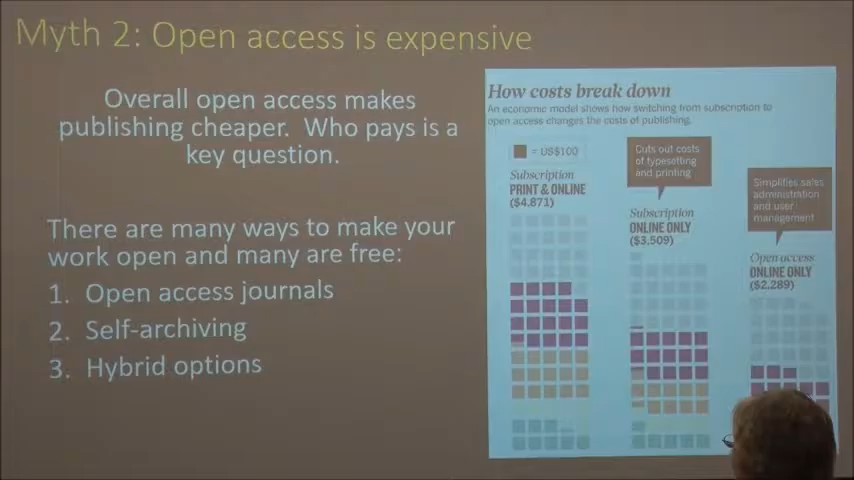 Myth 2: Open access is expensive
Overall open access makes
publishing cheaper. Who pays is a
key question.
There are many ways to make your
work open and many are free:
1. Open access journals
2. Self-archiving
3. Hybrid options
How costs break down
An economic model shows how switching from subscription to
open access changes the costs of publishing.
= US$100
Subscription
PRINT & ONLINE
($4,871)
Cuts out costs
of typesetting
and printing
Subscription
ONLINE ONLY
($3,509)
Simplifies sales
administration
and user
management
Open access
ONLINE ONLY
($2,289)